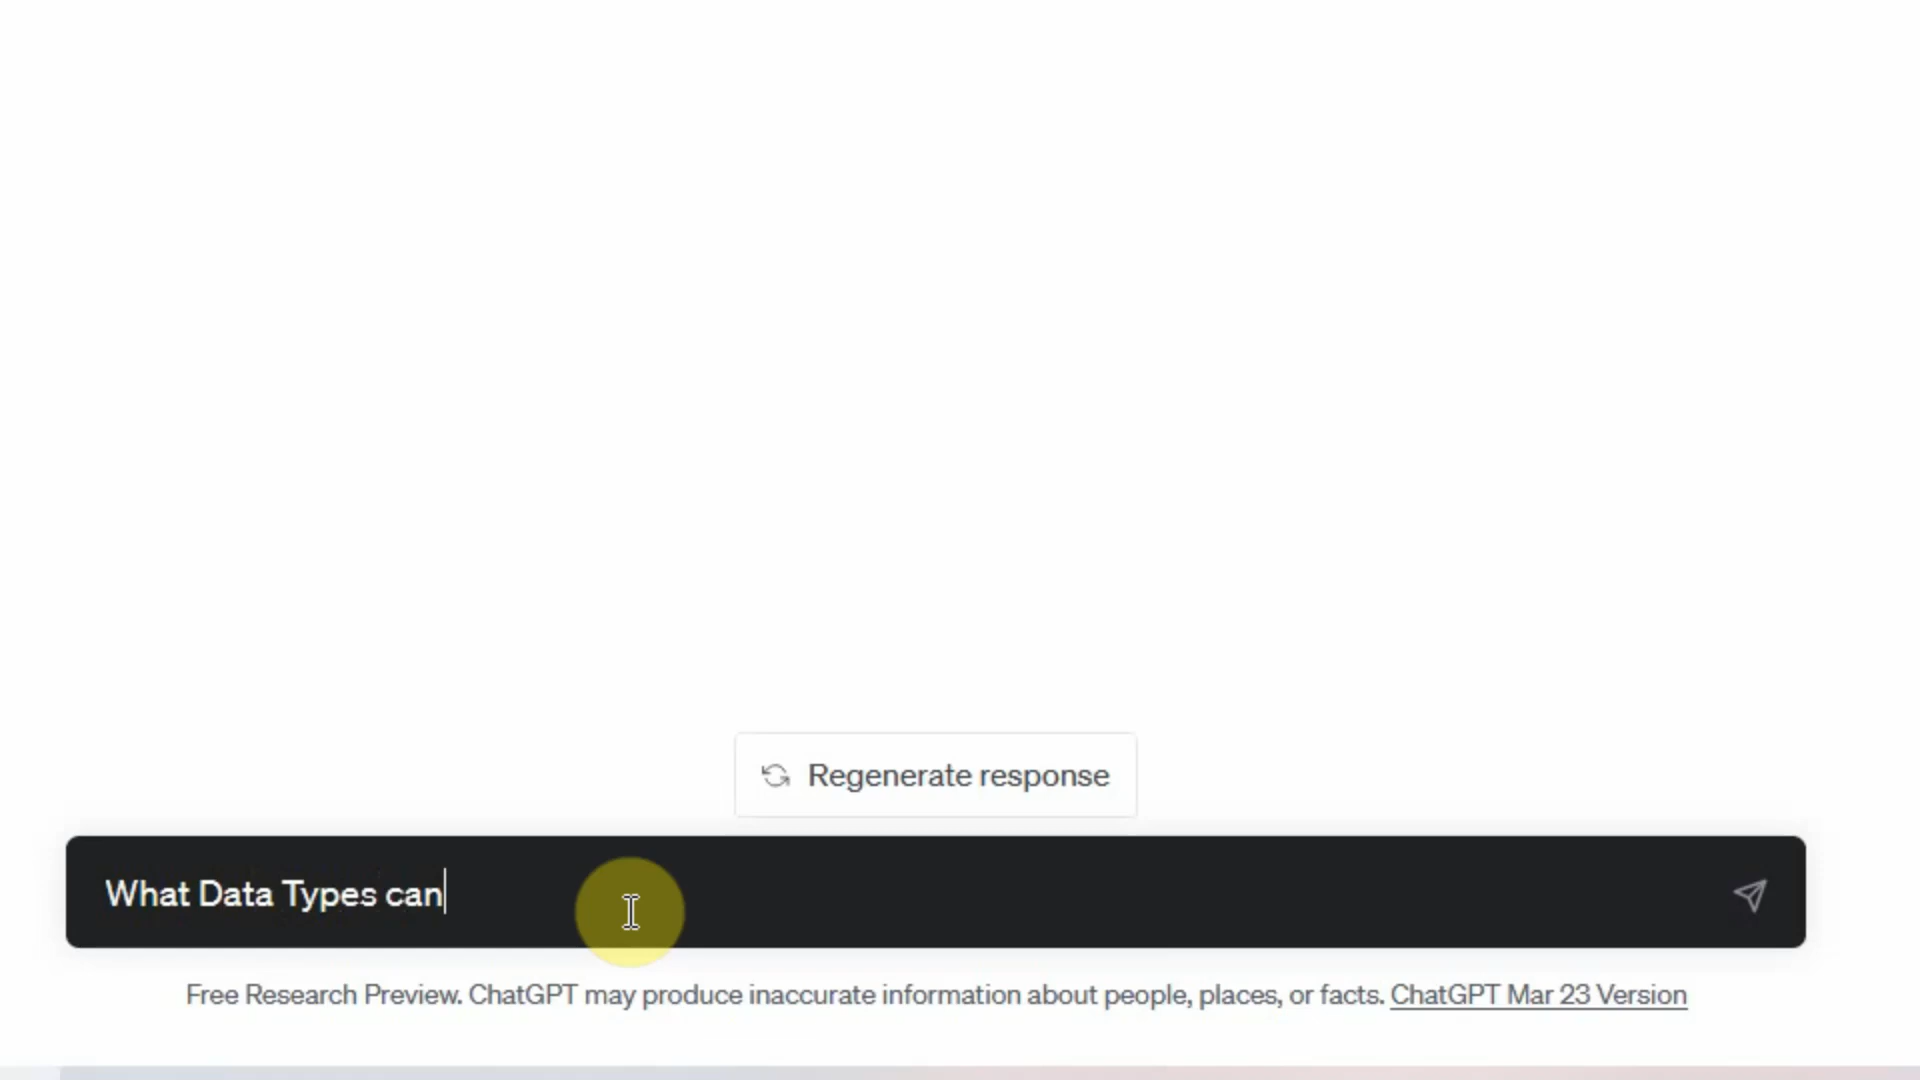 Regenerate response
What Data Types can
Free Research Preview. ChatGPT may produce inaccurate information about people, places, or facts. ChatGPT Mar 23 Version